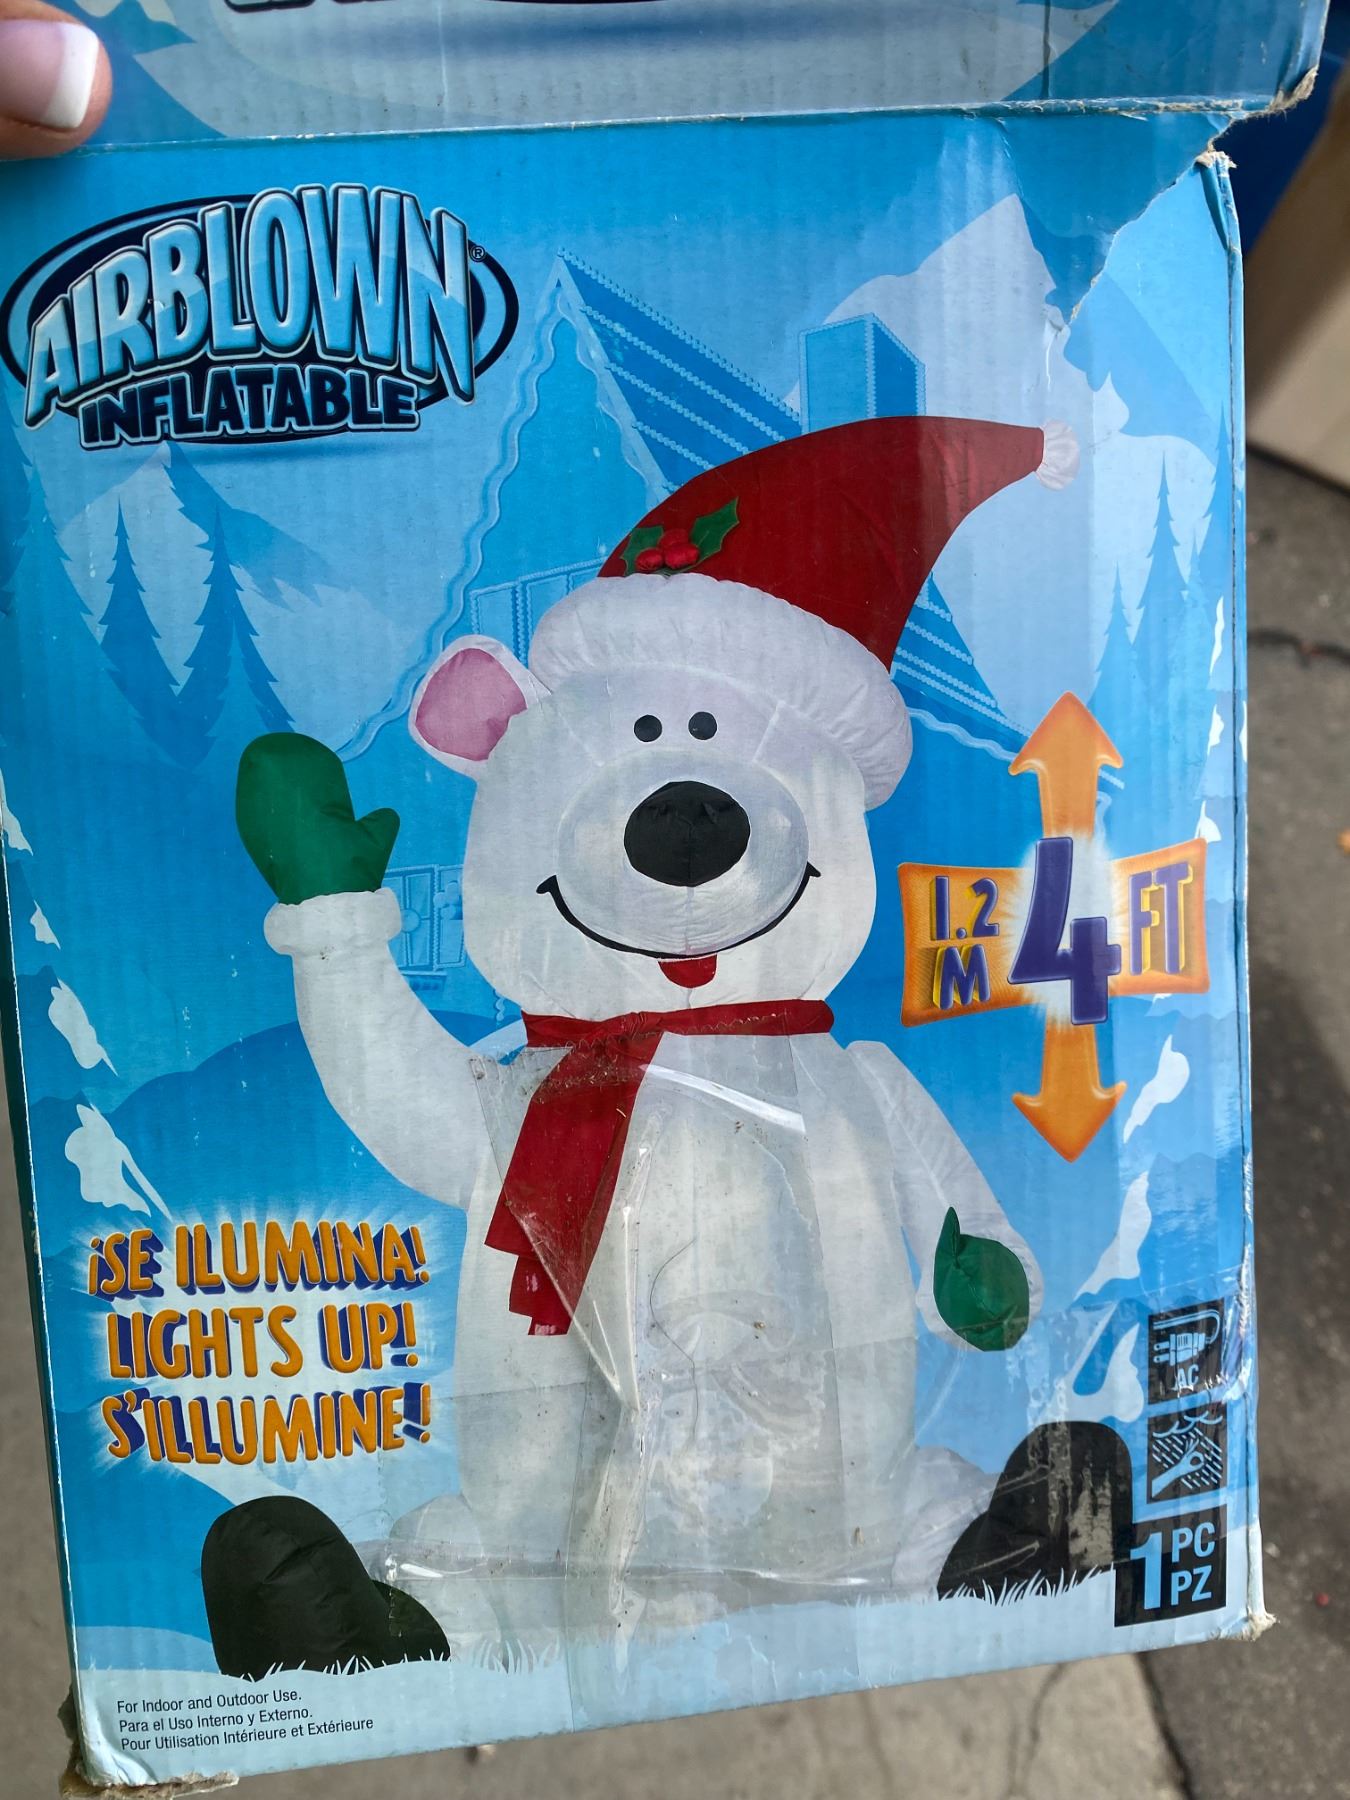 AIRBLOWN®
INFLATABLE
1.2
M
4
FT
¡SE ILUMINA!
LIGHTS UP!
S'ILLUMINE!
AC
1 PC
PZ
For Indoor and Outdoor Use.
Para el Uso Interno y Externo.
Pour Utilisation Intérieure et Extérieure